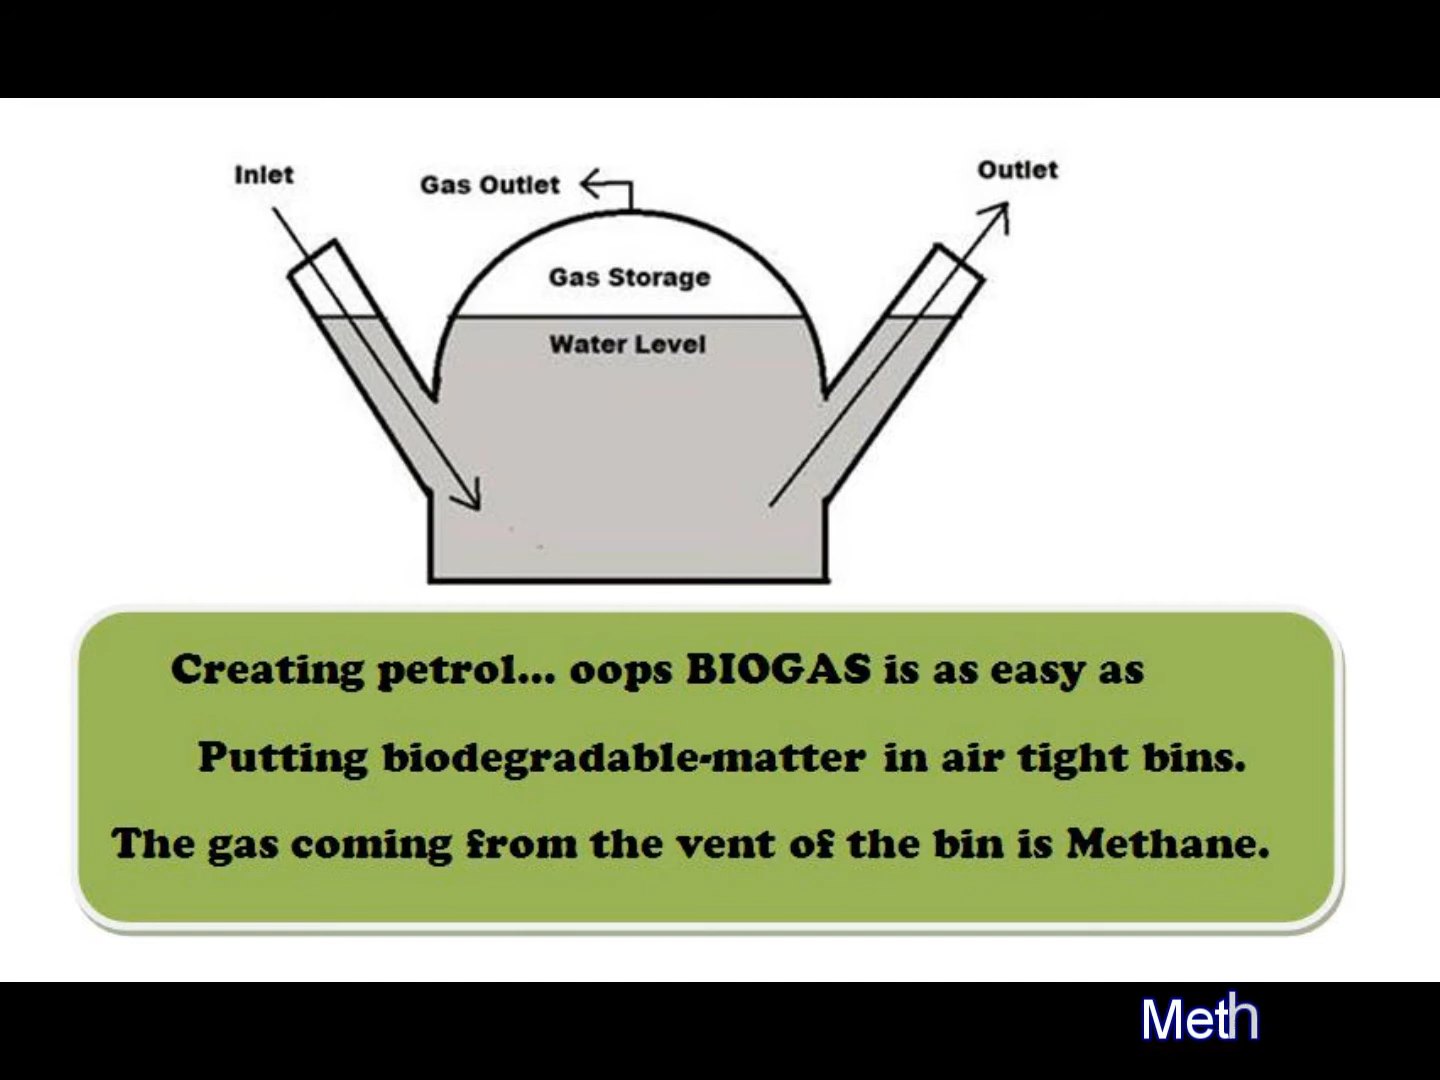 Inlet
Gas Outlet
Outlet
Gas Storage
Water Level
Creating petrol... oops BIOGAS is as easy as
Putting biodegradable-matter in air tight bins.
The gas coming from the vent of the bin is Methane.
Meth